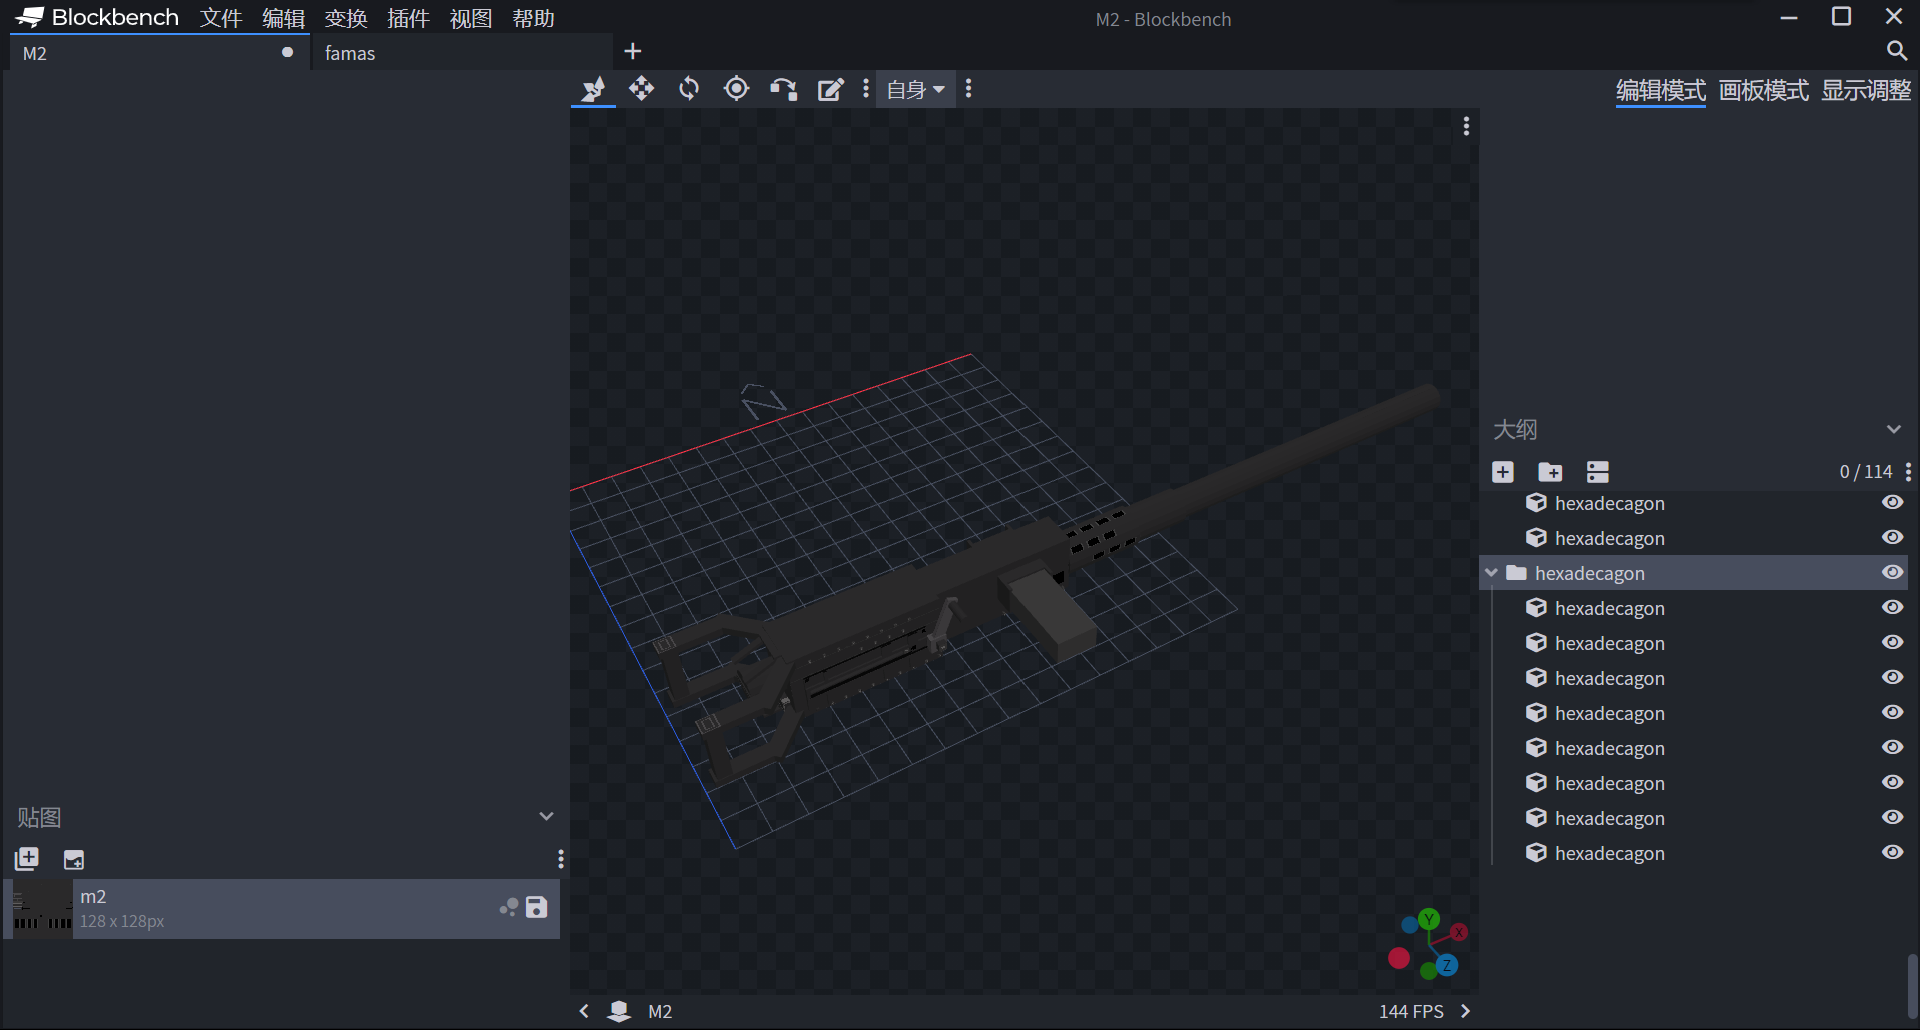 Blockbench 文件 编辑 变换 插件 视图 帮助
M2 - Blockbench
M2
famas
自身
编辑模式 画板模式 显示调整
N
大纲
0 / 114
hexadecagon
hexadecagon
hexadecagon
hexadecagon
hexadecagon
hexadecagon
hexadecagon
hexadecagon
hexadecagon
hexadecagon
hexadecagon
贴图
m2
128 x 128px
Y
X
Z
M2
144 FPS